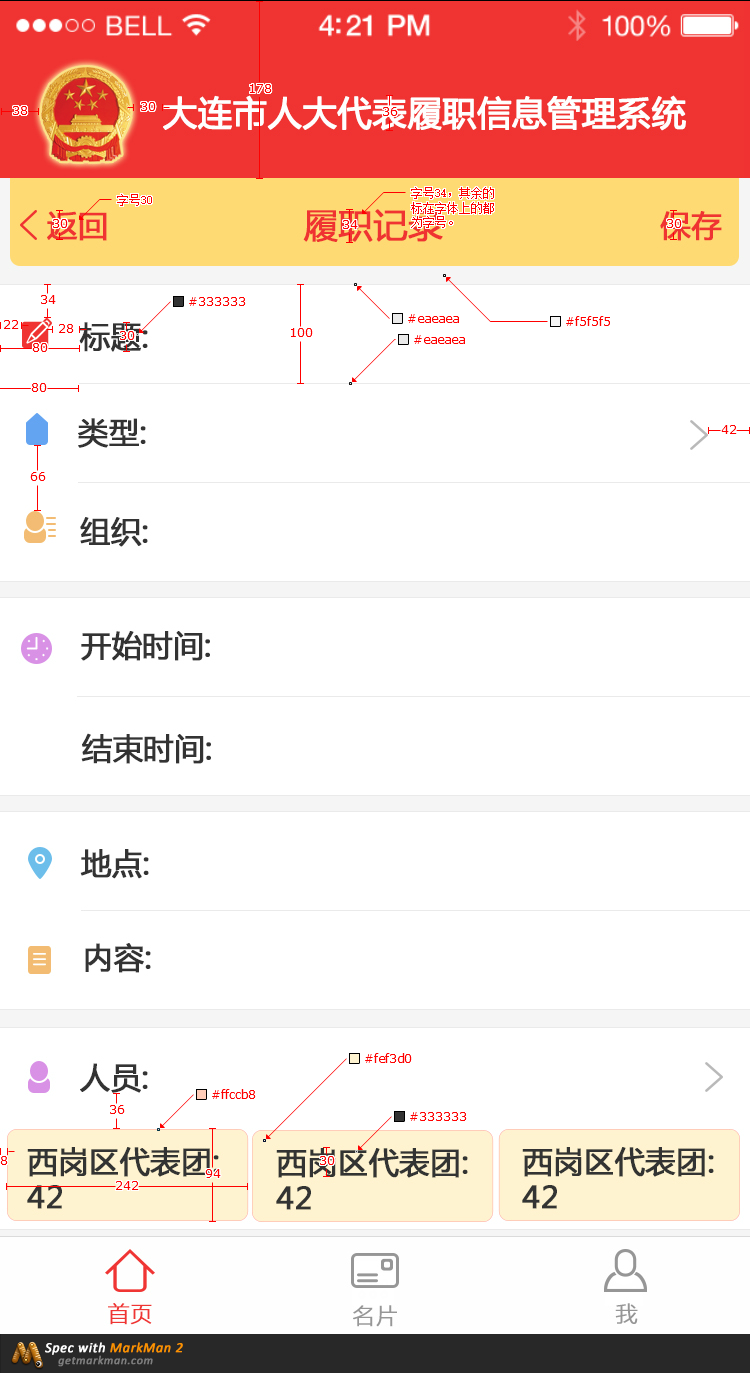 BELL 4:21 PM 100%
178
38
30
大连市人大代表履职信息管理系统
36
字号30
字号34，其余的
标在字体上的都
为字号。
返回
30
履职记录
34
保存
30
34
#333333
#eaeaea
#f5f5f5
#eaeaea
22
28
80
标题:
30
100
80
类型:
42
66
组织:
开始时间:
结束时间:
地点:
内容:
人员:
#fef3d0
#ffccb8
36
#333333
西岗区代表团:
42
西岗区代表团:
42
西岗区代表团:
42
8
242
94
30
首页
名片
我
Spec with MarkMan 2
getmarkman.com